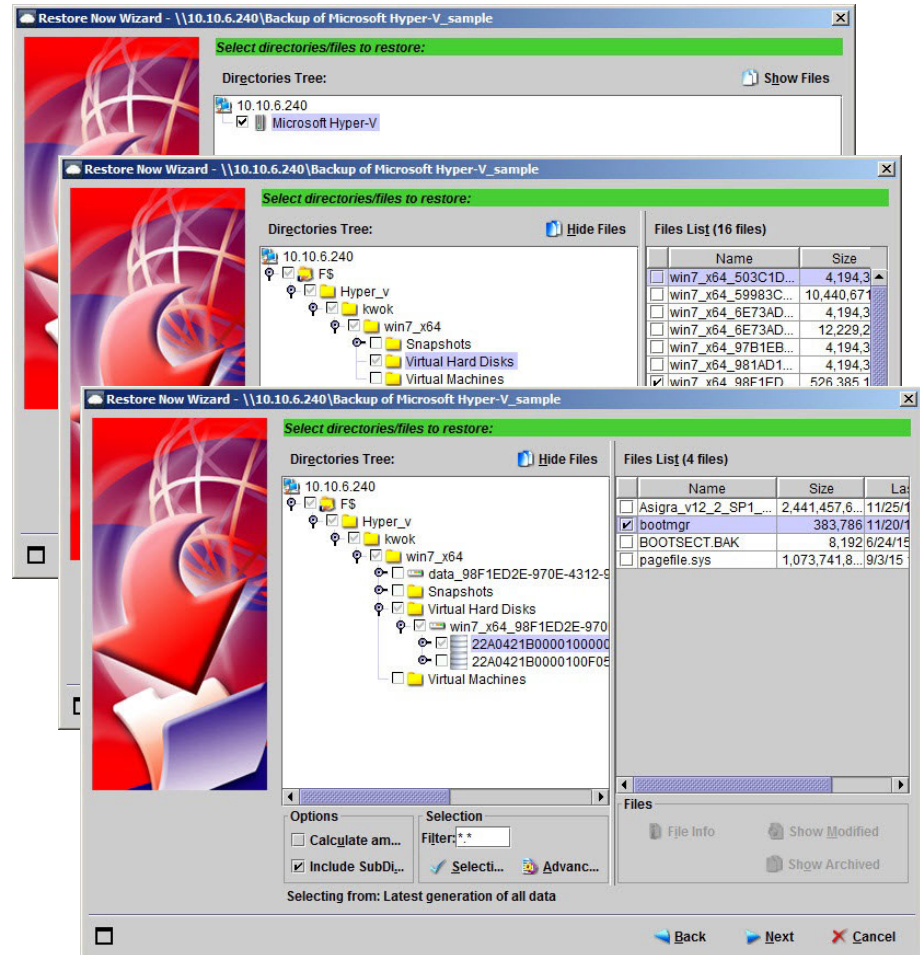 Restore Now Wizard - \\10.10.6.240\Backup of Microsoft Hyper-V_sample
Select directories/files to restore:
Directories Tree:
Show Files
10.10.6.240
Microsoft Hyper-V
Restore Now Wizard - \\10.10.6.240\Backup of Microsoft Hyper-V_sample
Select directories/files to restore:
Directories Tree:
Hide Files
Files List (16 files)
10.10.6.240
F$
Hyper_v
kwok
win7_x64
Snapshots
Virtual Hard Disks
Virtual Machines
Name Size
win7_x64_503C1D... 4,194,3
win7_x64_59983C... 10,440,671
win7_x64_6E73AD... 4,194,3
win7_x64_6E73AD... 12,229,2
win7_x64_97B1EB... 4,194,3
win7_x64_981AD1... 4,194,3
win7_x64_98F1ED... 526,385,1
Restore Now Wizard - \\10.10.6.240\Backup of Microsoft Hyper-V_sample
Select directories/files to restore:
Directories Tree:
Hide Files
Files List (4 files)
10.10.6.240
F$
Hyper_v
kwok
win7_x64
data_98F1ED2E-970E-4312-9
Snapshots
Virtual Hard Disks
win7_x64_98F1ED2E-970
22A0421B0000100000
22A0421B0000100F05
Virtual Machines
Name Size La
Asigra_v12_2_SP1_... 2,441,457,6... 11/25/1
bootmgr 383,786 11/20/1
BOOTSECT.BAK 8,192 6/24/15
pagefile.sys 1,073,741,8... 9/3/15
Options
Calculate am...
Include SubDi...
Selection
Filter: *.*
Selecti...
Advanc...
Files
File Info
Show Modified
Show Archived
Selecting from: Latest generation of all data
Back
Next
Cancel